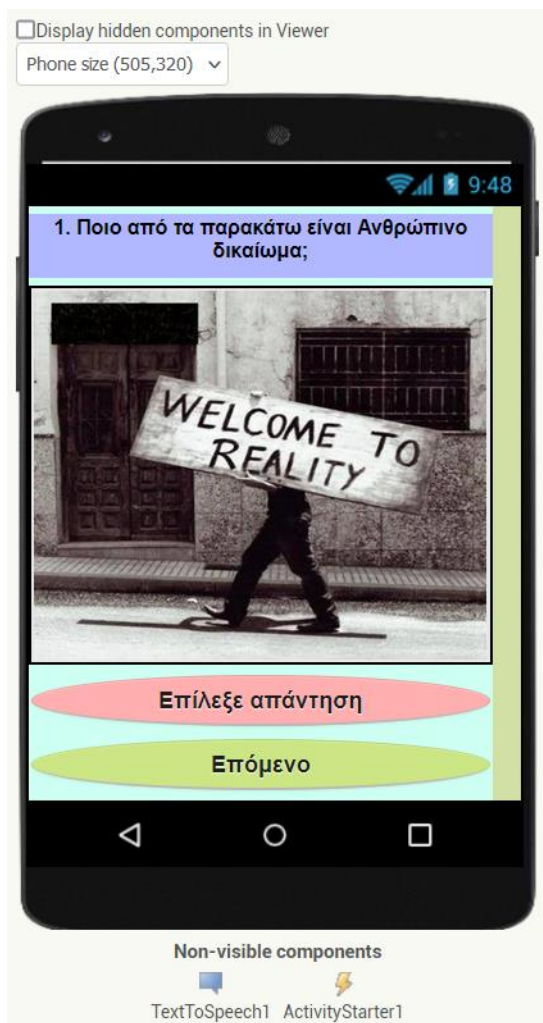 Display hidden components in Viewer
Phone size (505,320)
9:48
1. Ποιο από τα παρακάτω είναι Ανθρώπινο
δικαίωμα;
WELCOME TO
REALITY
Επίλεξε απάντηση
Επόμενο
Non-visible components
TextToSpeech1 ActivityStarter1